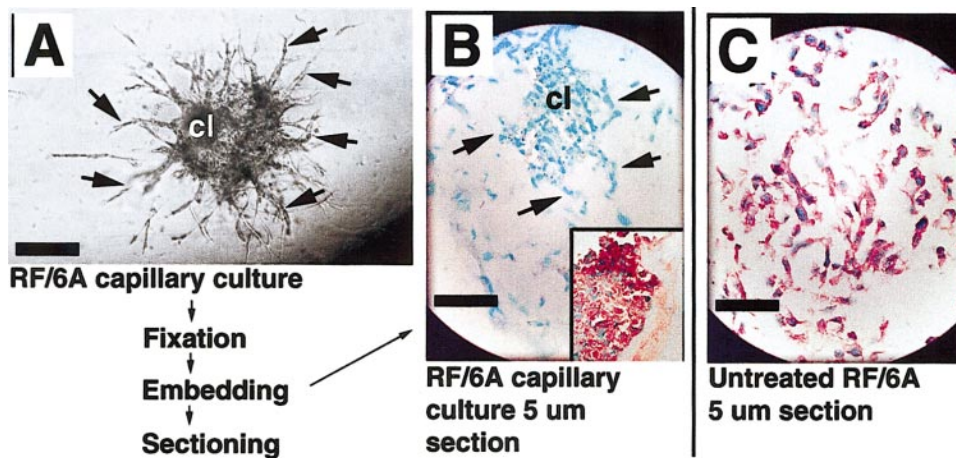 A
cl
RF/6A capillary culture
Fixation
Embedding
Sectioning
B
cl
RF/6A capillary
culture 5 um
section
C
Untreated RF/6A
5 um section